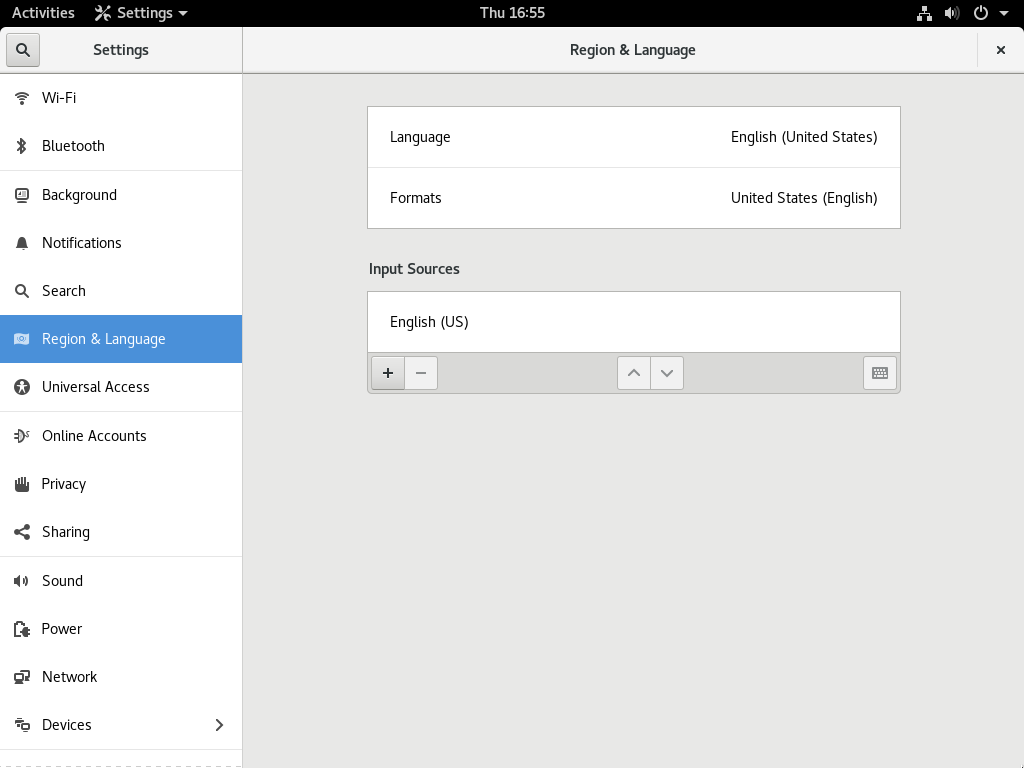 Activities Settings Thu 16:55
Settings Region & Language
Wi-Fi
Bluetooth
Background
Notifications
Search
Region & Language
Universal Access
Online Accounts
Privacy
Sharing
Sound
Power
Network
Devices
Language English (United States)
Formats United States (English)
Input Sources
English (US)